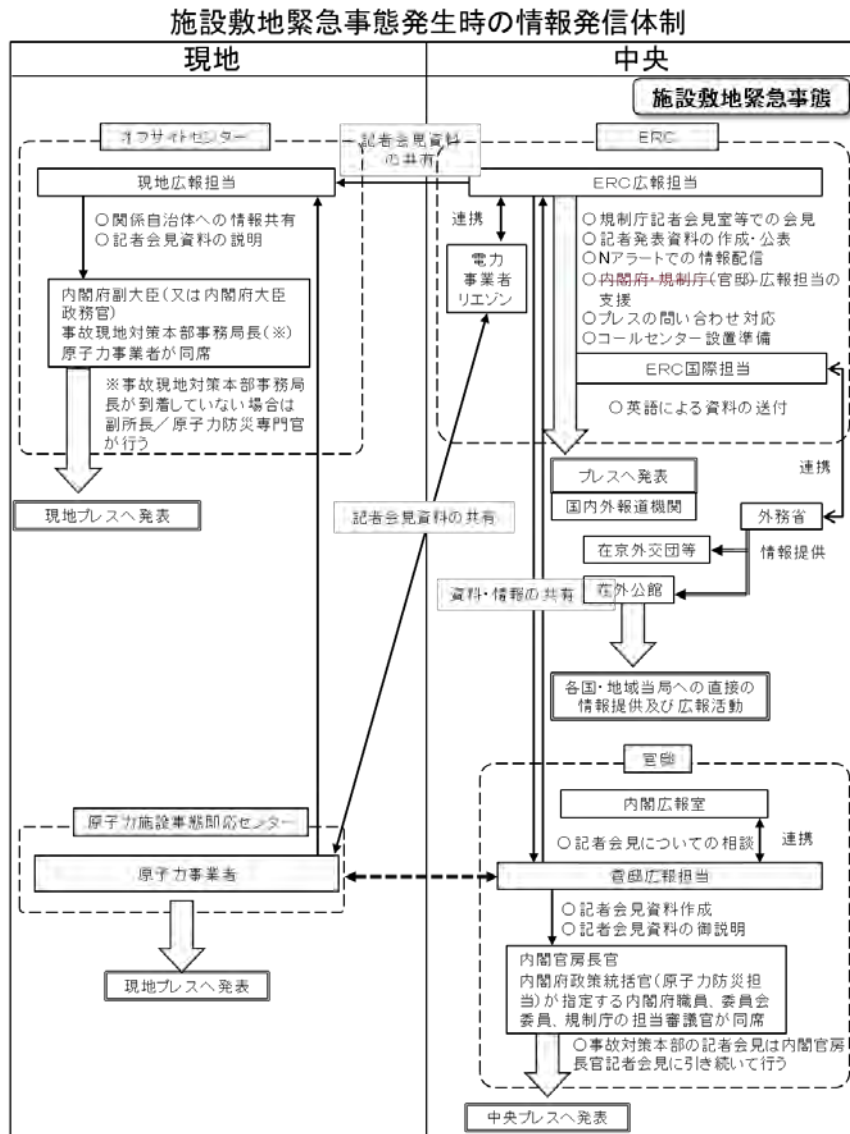 施設敷地緊急事態発生時の情報発信体制
現地
中央
施設敷地緊急事態
オフサイトセンター
記者会見資料
の共有
ERC
現地広報担当
ERC広報担当
○関係自治体への情報共有
○記者会見資料の説明
連携
○規制庁記者会見室等での会見
○記者発表資料の作成・公表
○Nアラートでの情報配信
○内閣府・規制庁(官邸)広報担当の
支援
○プレスの問い合わせ対応
○コールセンター設置準備
電力
事業者
リエゾン
内閣府副大臣(又は内閣府大臣
政務官)
事故現地対策本部事務局長(※)
原子力事業者が同席
ERC国際担当
※事故現地対策本部事務局
長が到着していない場合は
副所長/原子力防災専門官
が行う
○英語による資料の送付
連携
プレスへ発表
国内外報道機関
現地プレスへ発表
記者会見資料の共有
外務省
在京外交団等
情報提供
在外公館
資料・情報の共有
各国・地域当局への直接の
情報提供及び広報活動
官邸
内閣広報室
原子力施設事態即応センター
○記者会見についての相談
連携
原子力事業者
官邸広報担当
○記者会見資料作成
○記者会見資料の御説明
現地プレスへ発表
内閣官房長官
内閣府政策統括官(原子力防災担
当)が指定する内閣府職員、委員会
委員、規制庁の担当審議官が同席
○事故対策本部の記者会見は内閣官房
長官記者会見に引き続いて行う
中央プレスへ発表